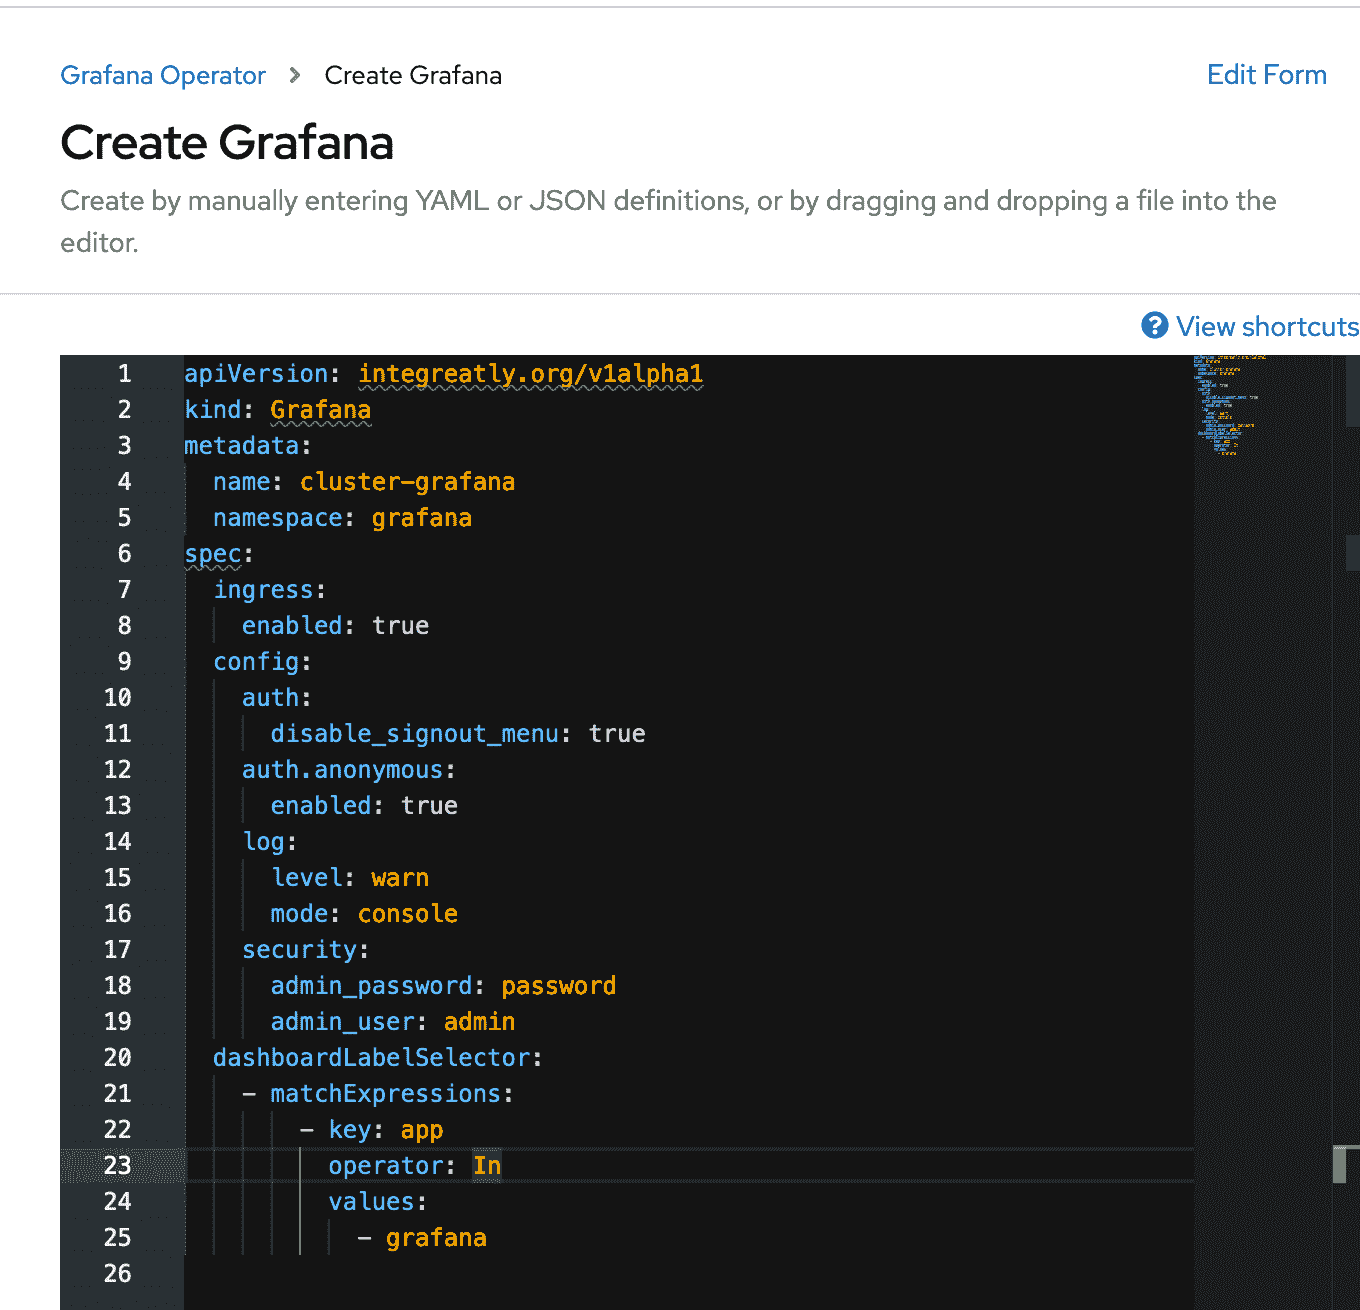 Grafana Operator > Create Grafana Edit Form
Create Grafana
Create by manually entering YAML or JSON definitions, or by dragging and dropping a file into the
editor.
View shortcuts
1 apiVersion: integreatly.org/v1alpha1
2 kind: Grafana
3 metadata:
4   name: cluster-grafana
5   namespace: grafana
6 spec:
7   ingress:
8     enabled: true
9   config:
10     auth:
11       disable_signout_menu: true
12     auth.anonymous:
13       enabled: true
14     log:
15       level: warn
16       mode: console
17     security:
18       admin_password: password
19       admin_user: admin
20   dashboardLabelSelector:
21     - matchExpressions:
22         - key: app
23           operator: In
24           values:
25             - grafana
26